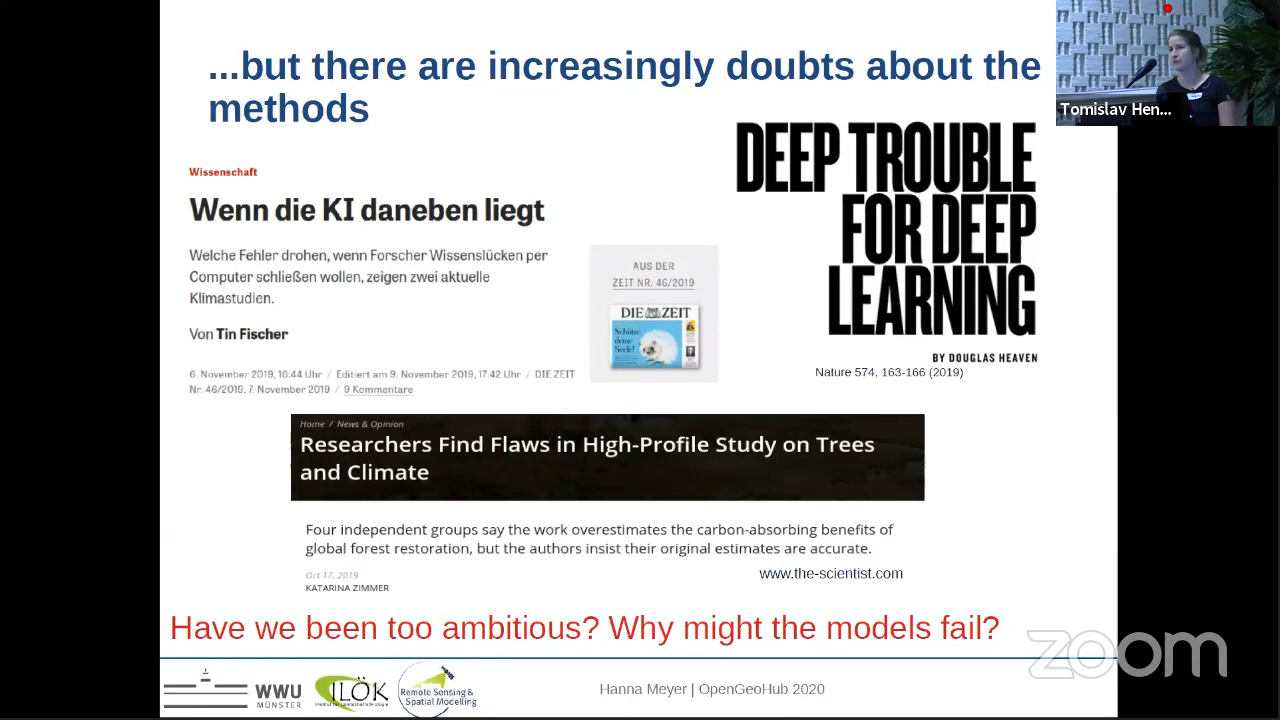 ...but there are increasingly doubts about the
methods
Tomislav Hen...
Wissenschaft
Wenn die KI daneben liegt
Welche Fehler drohen, wenn Forscher Wissenslücken per
Computer schließen wollen, zeigen zwei aktuelle
Klimastudien.
Von Tin Fischer
6. November 2019, 16:44 Uhr / Editiert am 9. November 2019, 17:42 Uhr / DIE ZEIT
Nr. 46/2019, 7. November 2019 / 9 Kommentare
AUS DER
ZEIT NR. 46/2019
DIE ZEIT
Schütze
deine
Seele!
DEEP TROUBLE
FOR DEEP
LEARNING
BY DOUGLAS HEAVEN
Nature 574, 163-166 (2019)
Home / News & Opinion
Researchers Find Flaws in High-Profile Study on Trees
and Climate
Four independent groups say the work overestimates the carbon-absorbing benefits of
global forest restoration, but the authors insist their original estimates are accurate.
Oct 17, 2019
KATARINA ZIMMER
www.the-scientist.com
Have we been too ambitious? Why might the models fail?
zoom
WWU
MÜNSTER
ILÖK
Institut für Landschaftsökologie
Remote Sensing &
Spatial Modelling
Hanna Meyer | OpenGeoHub 2020